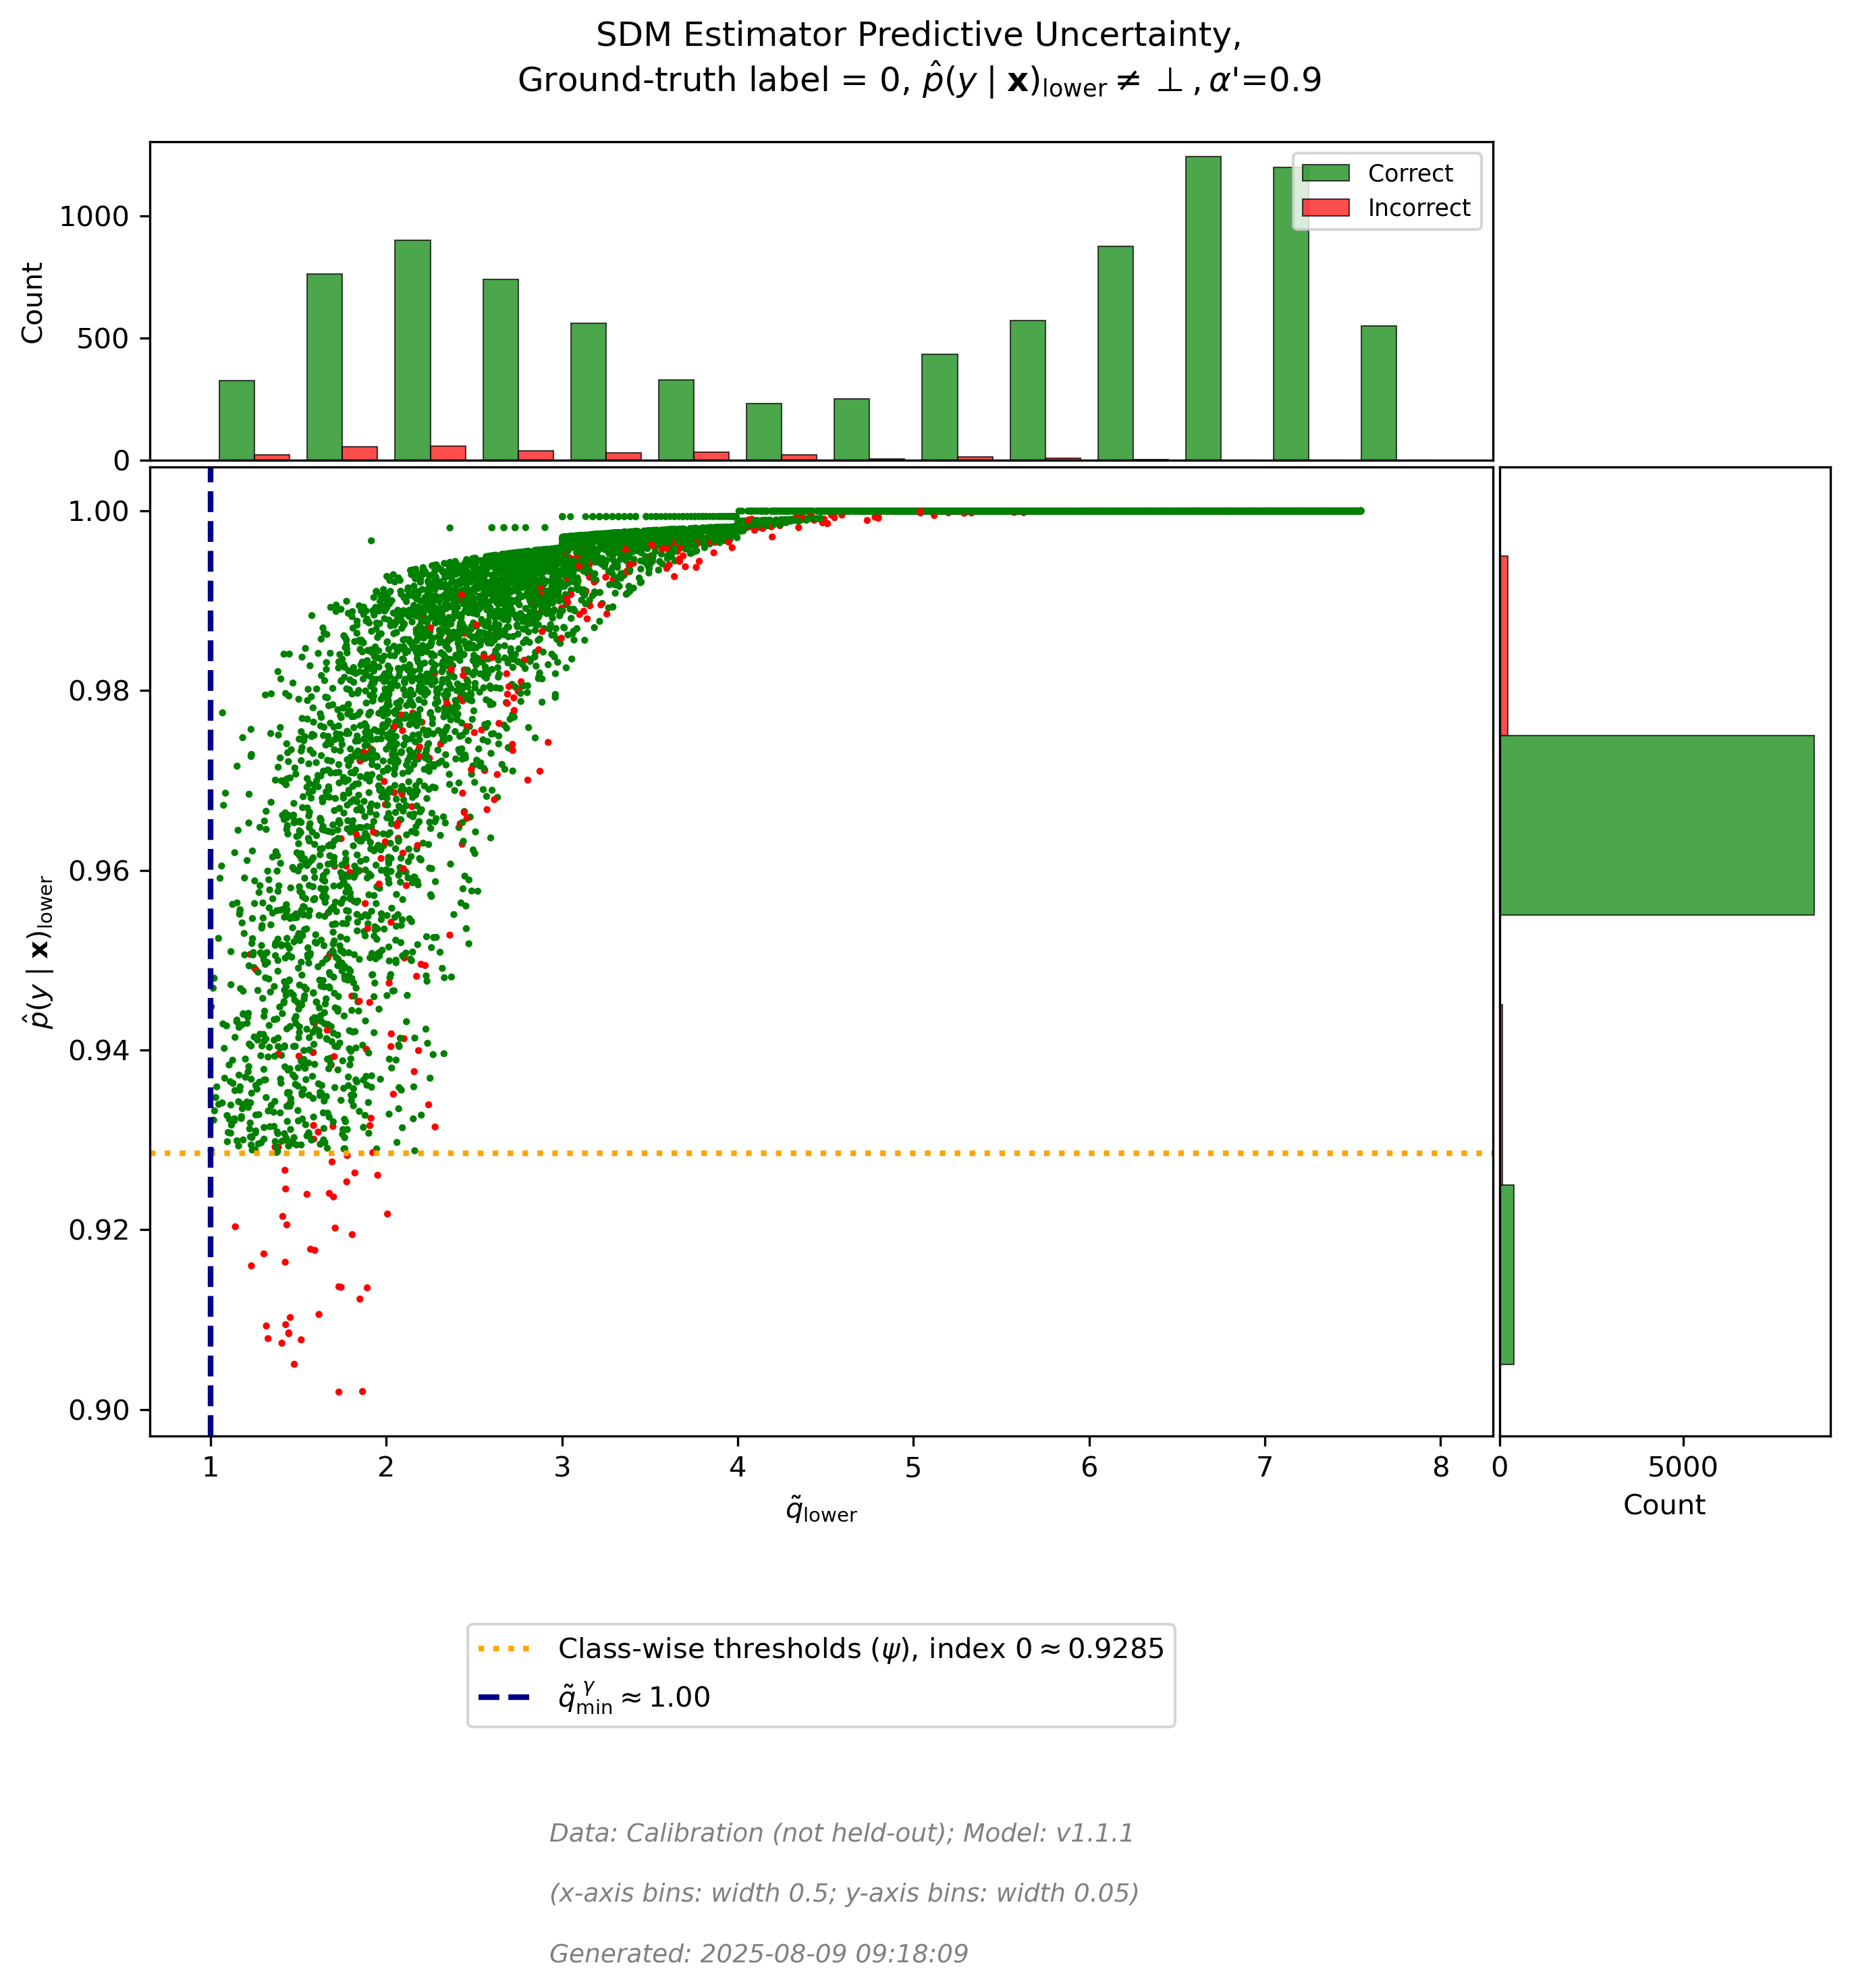 SDM Estimator Predictive Uncertainty,
Ground-truth label = 0, p̂(y | x)lower ≠ ⊥, α'=0.9
Count
1000
500
0
Correct
Incorrect
p̂(y | x)lower
1.00
0.98
0.96
0.94
0.92
0.90
1 2 3 4 5 6 7 8
q̃lower
0 5000
Count
Class-wise thresholds (ψ), index 0 ≈ 0.9285
q̃ᵞmin ≈ 1.00
Data: Calibration (not held-out); Model: v1.1.1
(x-axis bins: width 0.5; y-axis bins: width 0.05)
Generated: 2025-08-09 09:18:09